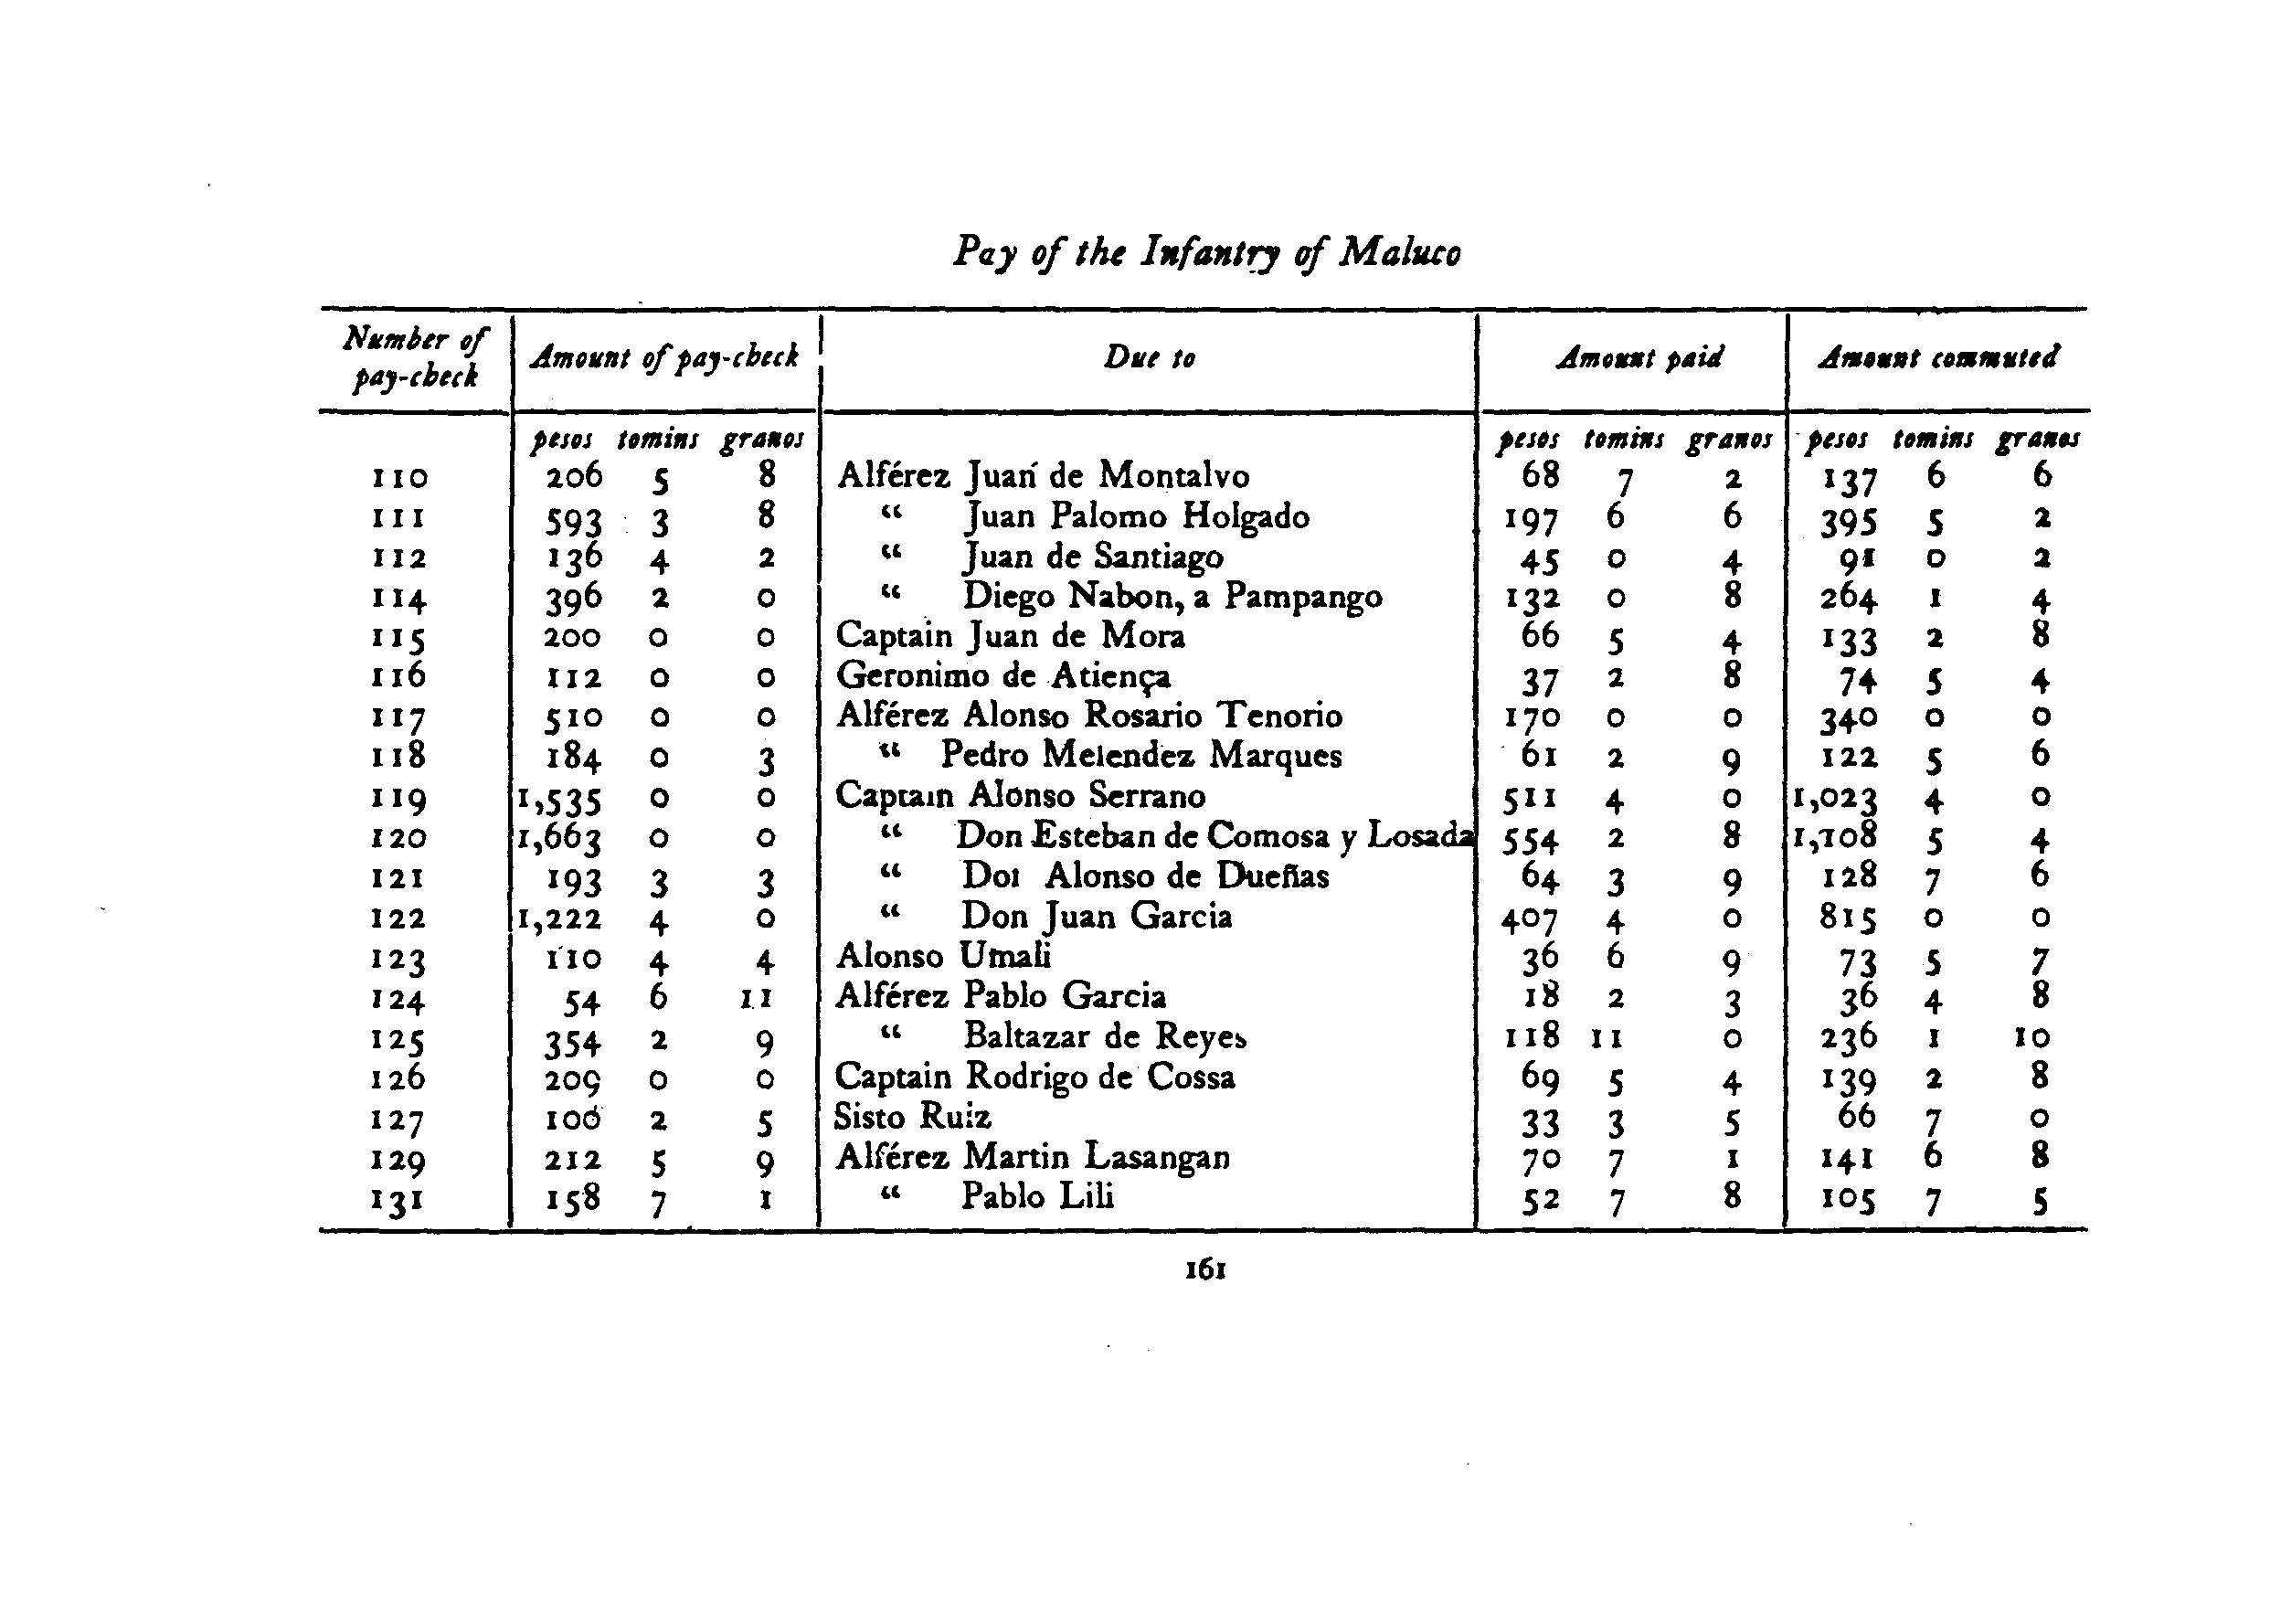 Pay of the Infantry of Maluco
Number of pay-check Amount of pay-check Due to Amount paid Amount commuted
pesos tomins granos pesos tomins granos pesos tomins granos
110 206 5 8 Alférez Juan de Montalvo 68 7 2 137 6 6
111 593 3 8 “ Juan Palomo Holgado 197 6 6 395 5 2
112 136 4 2 “ Juan de Santiago 45 0 4 91 0 2
114 396 2 0 “ Diego Nabon, a Pampango 132 0 8 264 1 4
115 200 0 0 Captain Juan de Mora 66 5 4 133 2 8
116 112 0 0 Geronimo de Atiença 37 2 8 74 5 4
117 510 0 0 Alférez Alonso Rosario Tenorio 170 0 0 340 0 0
118 184 0 3 “ Pedro Melendez Marques 61 2 9 122 5 6
119 1,535 0 0 Captain Alonso Serrano 511 4 0 1,023 4 0
120 1,663 0 0 “ Don Esteban de Comosa y Losada 554 2 8 1,108 5 4
121 193 3 3 “ Don Alonso de Dueñas 64 3 9 128 7 6
122 1,222 4 0 “ Don Juan Garcia 407 4 0 815 0 0
123 110 4 4 Alonso Umali 36 6 9 73 5 7
124 54 6 11 Alférez Pablo Garcia 18 2 3 36 4 8
125 354 2 9 “ Baltazar de Reyes 118 11 0 236 1 10
126 209 0 0 Captain Rodrigo de Cossa 69 5 4 139 2 8
127 100 2 5 Sisto Ruiz 33 3 5 66 7 0
129 212 5 9 Alférez Martin Lasangan 70 7 1 141 6 8
131 158 7 1 “ Pablo Lili 52 7 8 105 7 5
161